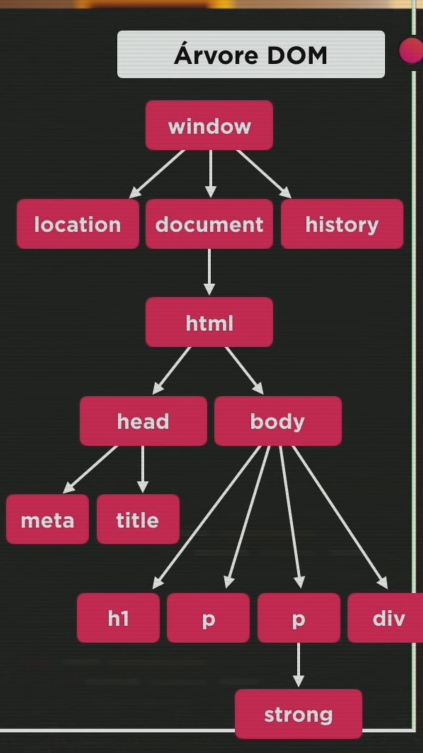 Árvore DOM
window
location document history
html
head body
meta title
h1 p p div
strong